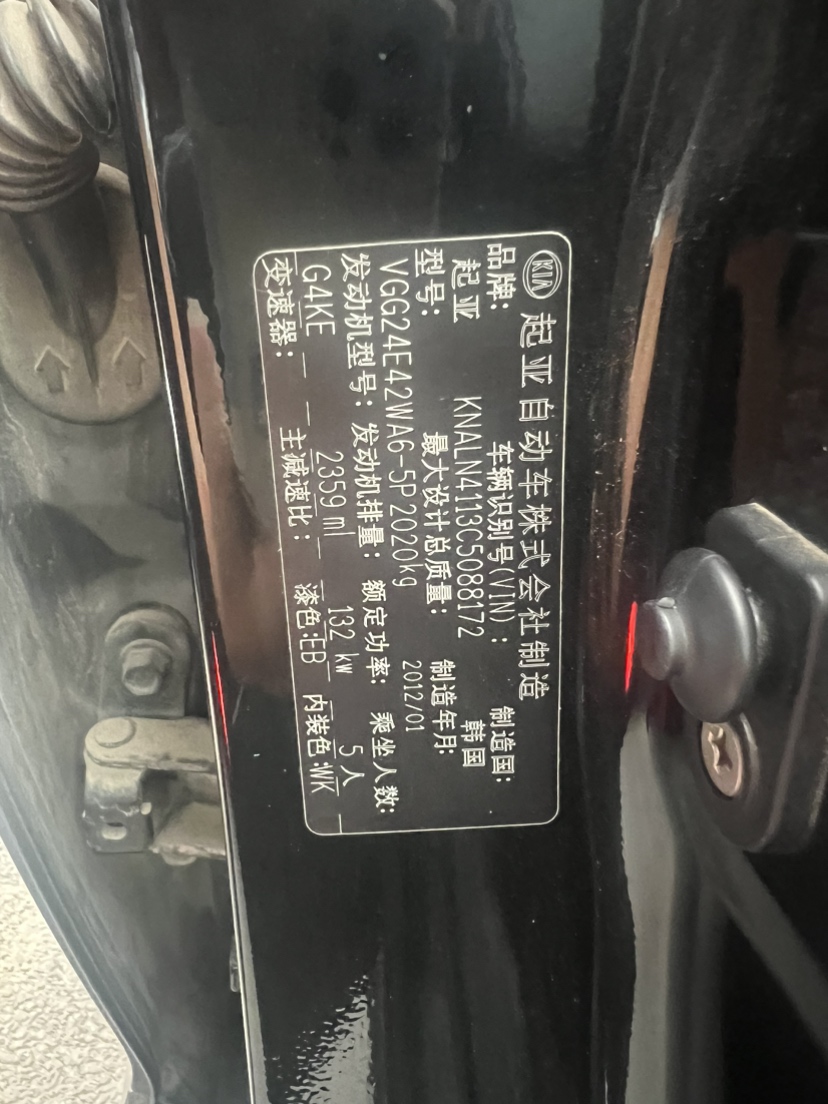 KIA 起亚自动车株式会社制造
品牌: 车辆识别号(VIN): 制造国:
起亚 KNALN4113C5088172 韩国
型号: 最大设计总质量: 制造年月:
VGG24E42WA6-5P 2020kg 2012/01
发动机型号: 发动机排量: 额定功率: 乘坐人数:
G4KE 2359 ml 132 kw 5 人
变速器: 主减速比: 漆色:EB 内装色:WK